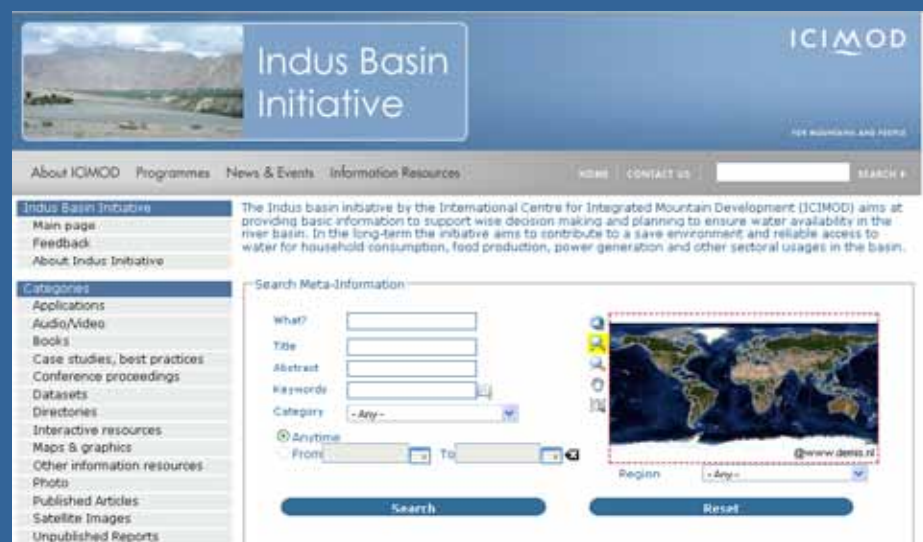 Indus Basin
Initiative
ICIMOD
FOR MOUNTAINS AND PEOPLE
About ICIMOD Programmes News & Events Information Resources
HOME CONTACT US SEARCH
Indus Basin Initiative
Main page
Feedback
About Indus Initiative
Categories
Applications
Audio/Video
Books
Case studies, best practices
Conference proceedings
Datasets
Directories
Interactive resources
Maps & graphics
Other information resources
Photo
Published Articles
Satellite Images
Unpublished Reports
The Indus basin initiative by the International Centre for Integrated Mountain Development (ICIMOD) aims at
providing basic information to support wise decision making and planning to ensure water availability in the
river basin. In the long-term the initiative aims to contribute to a save environment and reliable access to
water for household consumption, food production, power generation and other sectoral usages in the basin.
Search Meta-Information
What?
Title
Abstract
Keywords
Category - Any -
Anytime
From To
@www.demis.nl
Region - Any -
Search Reset